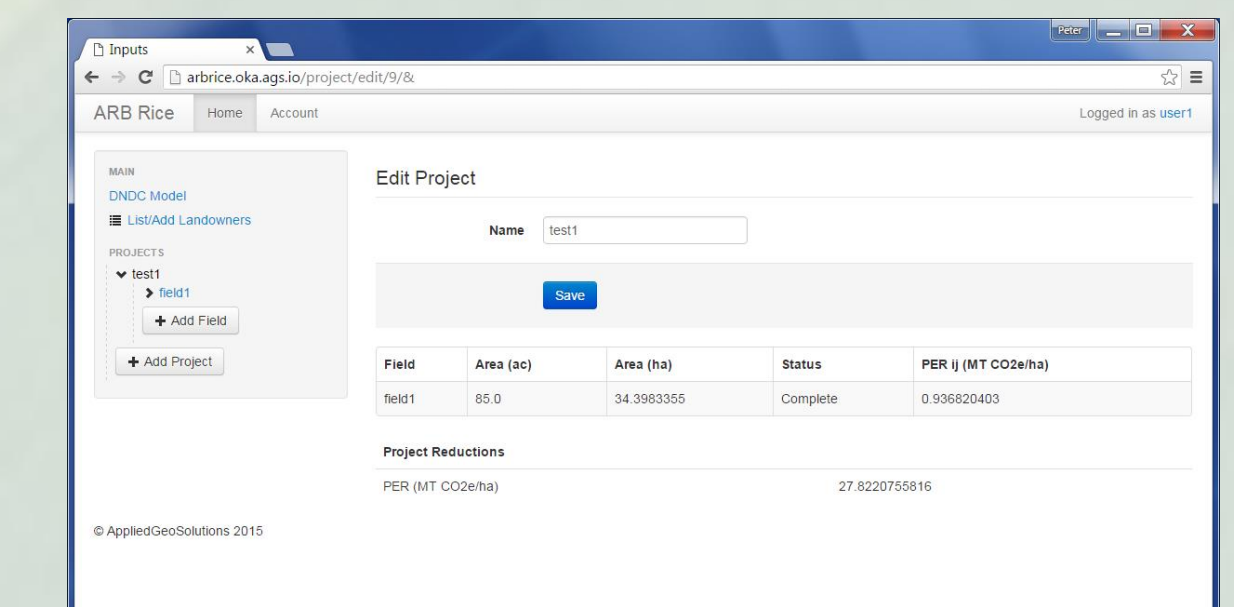 Peter
Inputs
arbrice.oka.ags.io/project/edit/9/&
ARB Rice Home Account Logged in as user1
MAIN
DNDC Model
List/Add Landowners
PROJECTS
test1
field1
+ Add Field
+ Add Project
Edit Project
Name test1
Save
Field Area (ac) Area (ha) Status PER ij (MT CO2e/ha)
field1 85.0 34.3983355 Complete 0.936820403
Project Reductions
PER (MT CO2e/ha) 27.8220755816
© AppliedGeoSolutions 2015